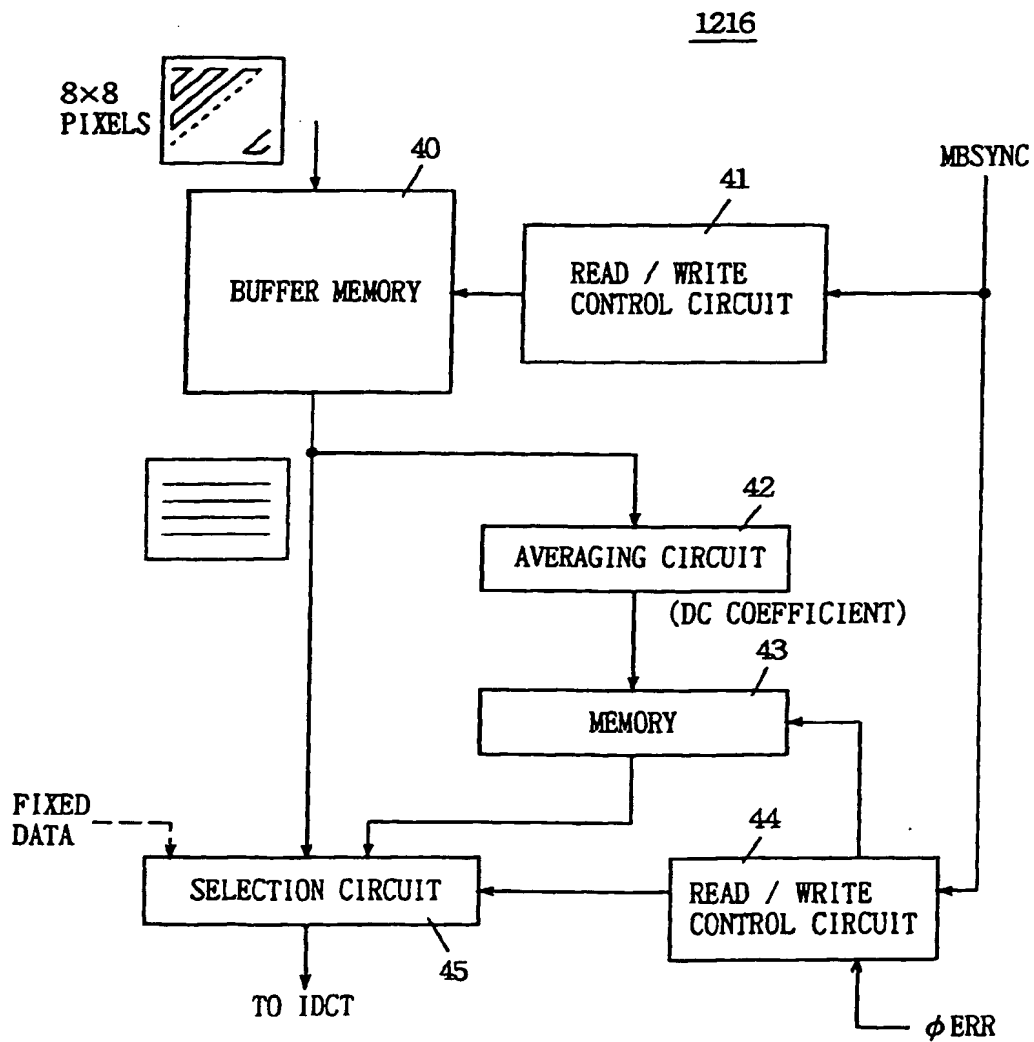 1216
8×8
PIXELS
40
MBSYNC
41
BUFFER MEMORY
READ / WRITE
CONTROL CIRCUIT
42
AVERAGING CIRCUIT
(DC COEFFICIENT)
43
MEMORY
FIXED
DATA
44
SELECTION CIRCUIT
READ / WRITE
CONTROL CIRCUIT
45
TO IDCT
ϕ ERR